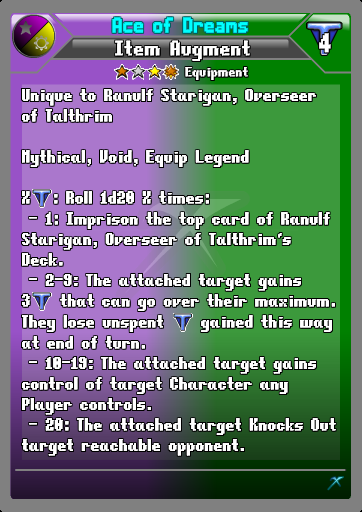 Ace of Dreams
Item Augment
4
Equipment
Unique to Ranulf Starigan, Overseer
of Talthrim
Mythical, Void, Equip Legend
X : Roll 1d20 X times:
- 1: Imprison the top card of Ranulf
Starigan, Overseer of Talthrim's
Deck.
- 2-9: The attached target gains
3 that can go over their maximum.
They lose unspent gained this way
at end of turn.
- 10-19: The attached target gains
control of target Character any
Player controls.
- 20: The attached target Knocks Out
target reachable opponent.